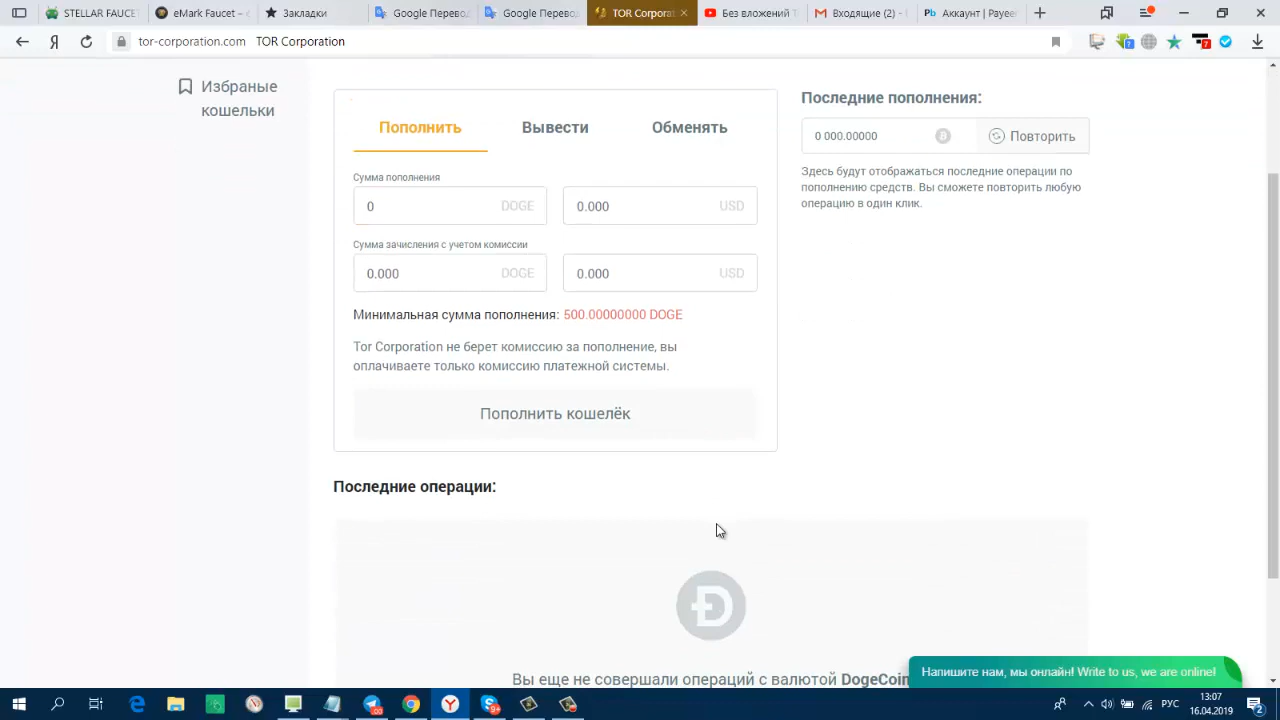 STELLAR FAUCET
eMark Faucet –
Закладки
Google Перевод
Google Перевод
TOR Corporat
Без вложений T
Входящие (2) -
Аккаунт | Payeer
tor-corporation.com TOR Corporation
Избраные
кошельки
Пополнить Вывести Обменять
Сумма пополнения
0 DOGE 0.000 USD
Сумма зачисления с учетом комиссии
0.000 DOGE 0.000 USD
Минимальная сумма пополнения: 500.00000000 DOGE
Tor Corporation не берет комиссию за пополнение, вы
оплачиваете только комиссию платежной системы.
Пополнить кошелёк
Последние пополнения:
0 000.00000 Повторить
Здесь будут отображаться последние операции по
пополнению средств. Вы сможете повторить любую
операцию в один клик.
Последние операции:
Вы еще не совершали операций с валютой DogeCoin
Напишите нам, мы онлайн! Write to us, we are online!
РУС
13:07
16.04.2019